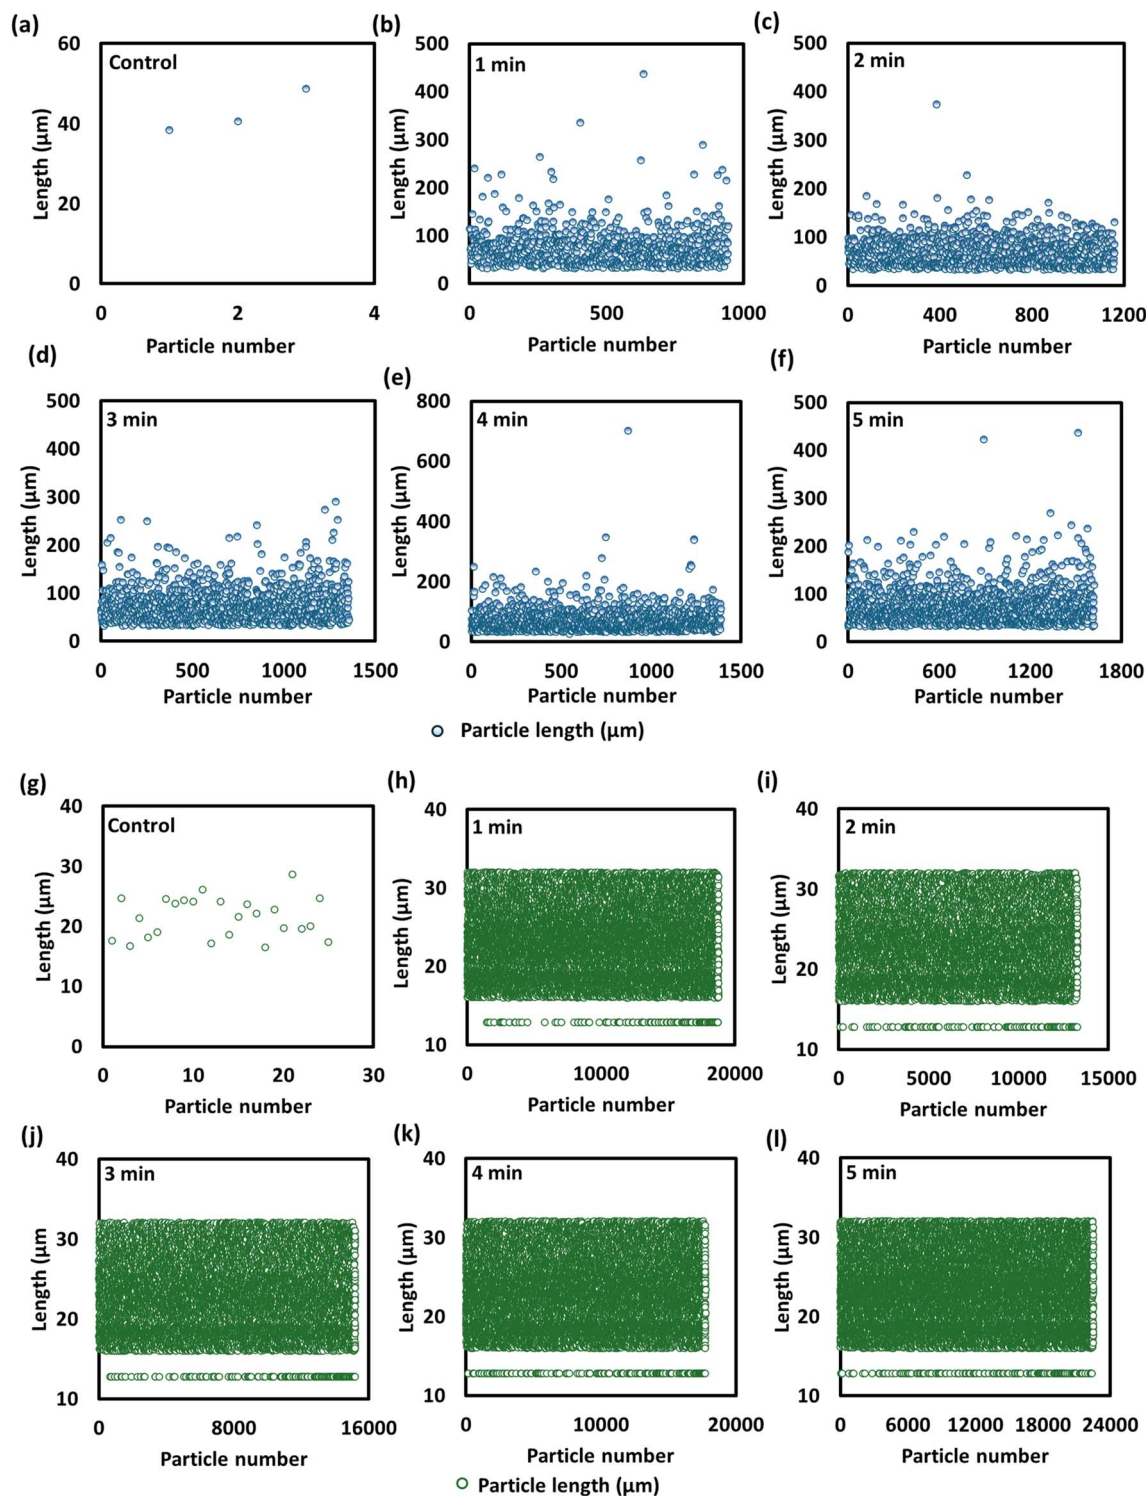 (a)
60
Control
40
20
0
0 2 4
Length (µm)
Particle number
(b)
500
1 min
400
300
200
100
0
0 500 1000
Length (µm)
Particle number
(c)
500
2 min
400
300
200
100
0
0 400 800 1200
Length (µm)
Particle number
(d)
500
3 min
400
300
200
100
0
0 500 1000 1500
Length (µm)
Particle number
(e)
800
4 min
600
400
200
0
0 500 1000 1500
Length (µm)
Particle number
(f)
500
5 min
400
300
200
100
0
0 600 1200 1800
Length (µm)
Particle number
Particle length (µm)
(g)
40
Control
30
20
10
0
0 10 20 30
Length (µm)
Particle number
(h)
40
1 min
30
20
10
0 10000 20000
Length (µm)
Particle number
(i)
40
2 min
30
20
10
0 5000 10000 15000
Length (µm)
Particle number
(j)
40
3 min
30
20
10
0 8000 16000
Length (µm
Particle number
(k)
40
4 min
30
20
10
0 10000 20000
Length (µm)
Particle number
(l)
40
5 min
30
20
10
0 6000 12000 18000 24000
Length (µm)
Particle number
Particle length (µm)